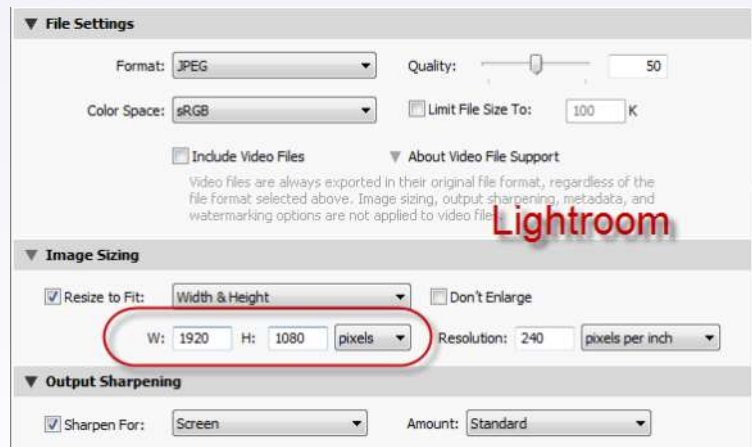 File Settings
Format: JPEG Quality: 50
Color Space: sRGB Limit File Size To: 100 K
Include Video Files About Video File Support
Video files are always exported in their original file format, regardless of the
file format selected above. Image sizing, output sharpening, metadata, and
watermarking options are not applied to video files.
Lightroom
Image Sizing
Resize to Fit: Width & Height Don't Enlarge
W: 1920 H: 1080 pixels Resolution: 240 pixels per inch
Output Sharpening
Sharpen For: Screen Amount: Standard